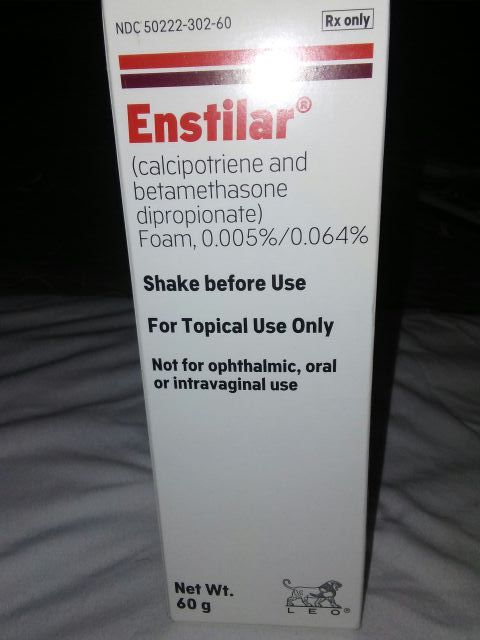 NDC 50222-302-60
Rx only
Enstilar®
(calcipotriene and
betamethasone
dipropionate)
Foam, 0.005%/0.064%
Shake before Use
For Topical Use Only
Not for ophthalmic, oral
or intravaginal use
Net Wt.
60 g
LEO®